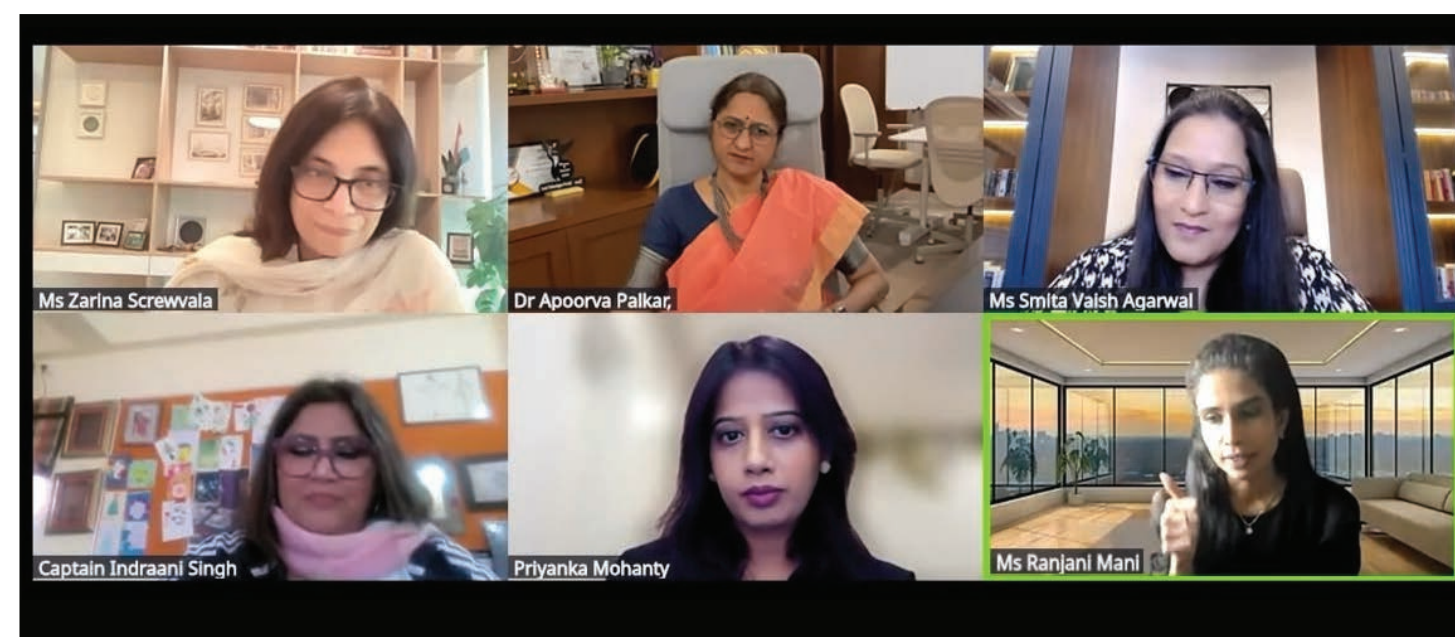 Ms Zarina Screwvala
Dr Apoorva Palkar,
Ms Smita Vaish Agarwal
Captain Indraani Singh
Priyanka Mohanty
Ms Ranjani Mani